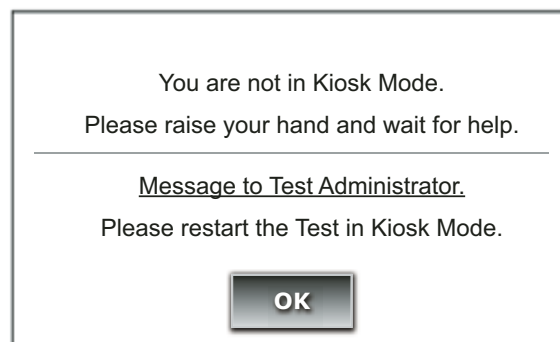 You are not in Kiosk Mode.
Please raise your hand and wait for help.
Message to Test Administrator.
Please restart the Test in Kiosk Mode.
OK